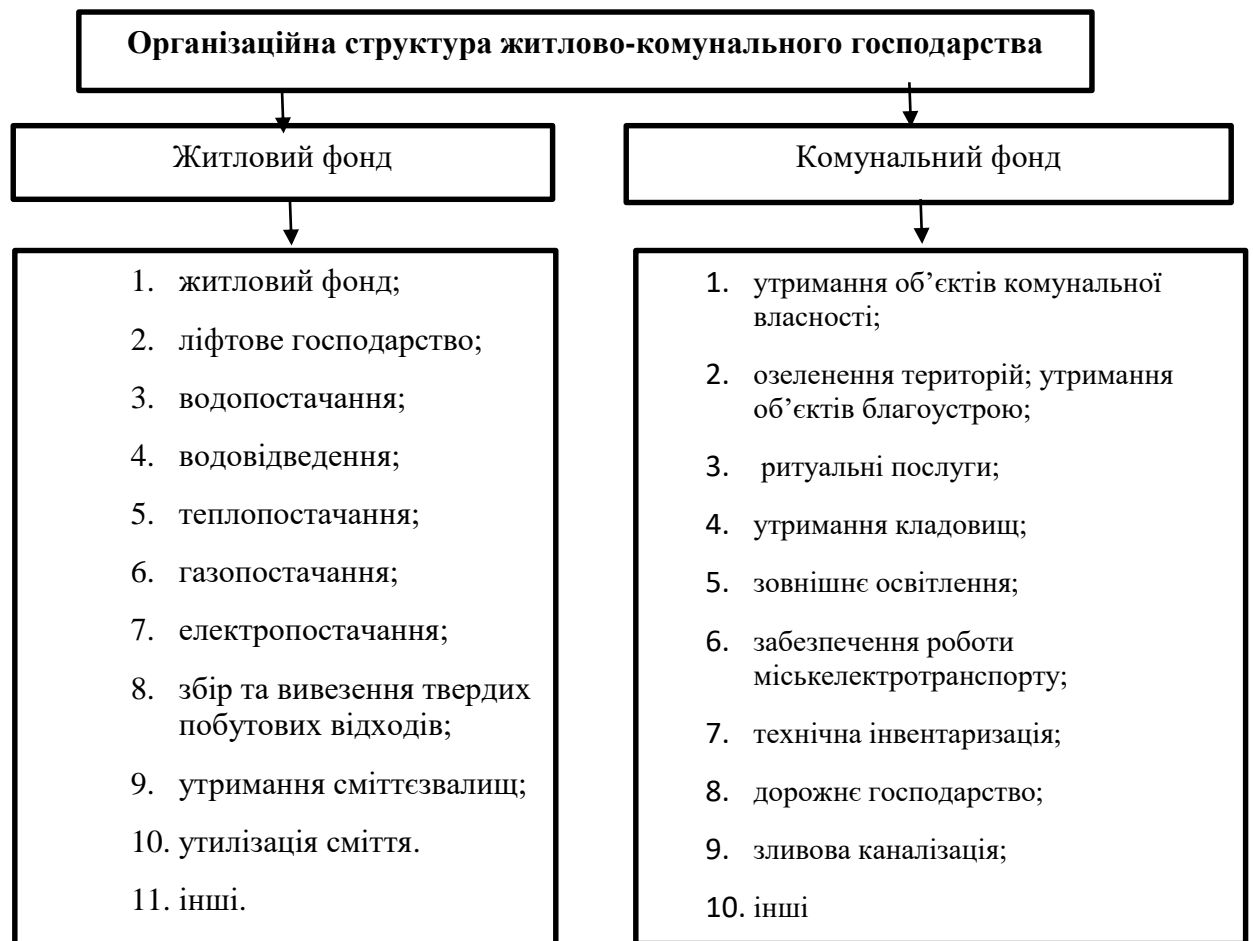 Організаційна структура житлово-комунального господарства
Житловий фонд
1. житловий фонд;
2. ліфтове господарство;
3. водопостачання;
4. водовідведення;
5. теплопостачання;
6. газопостачання;
7. електропостачання;
8. збір та вивезення твердих
побутових відходів;
9. утримання сміттєзвалищ;
10. утилізація сміття.
11. інші.
Комунальний фонд
1. утримання об’єктів комунальної
власності;
2. озеленення територій; утримання
об’єктів благоустрою;
3. ритуальні послуги;
4. утримання кладовищ;
5. зовнішнє освітлення;
6. забезпечення роботи
міськелектротранспорту;
7. технічна інвентаризація;
8. дорожнє господарство;
9. зливова каналізація;
10. інші